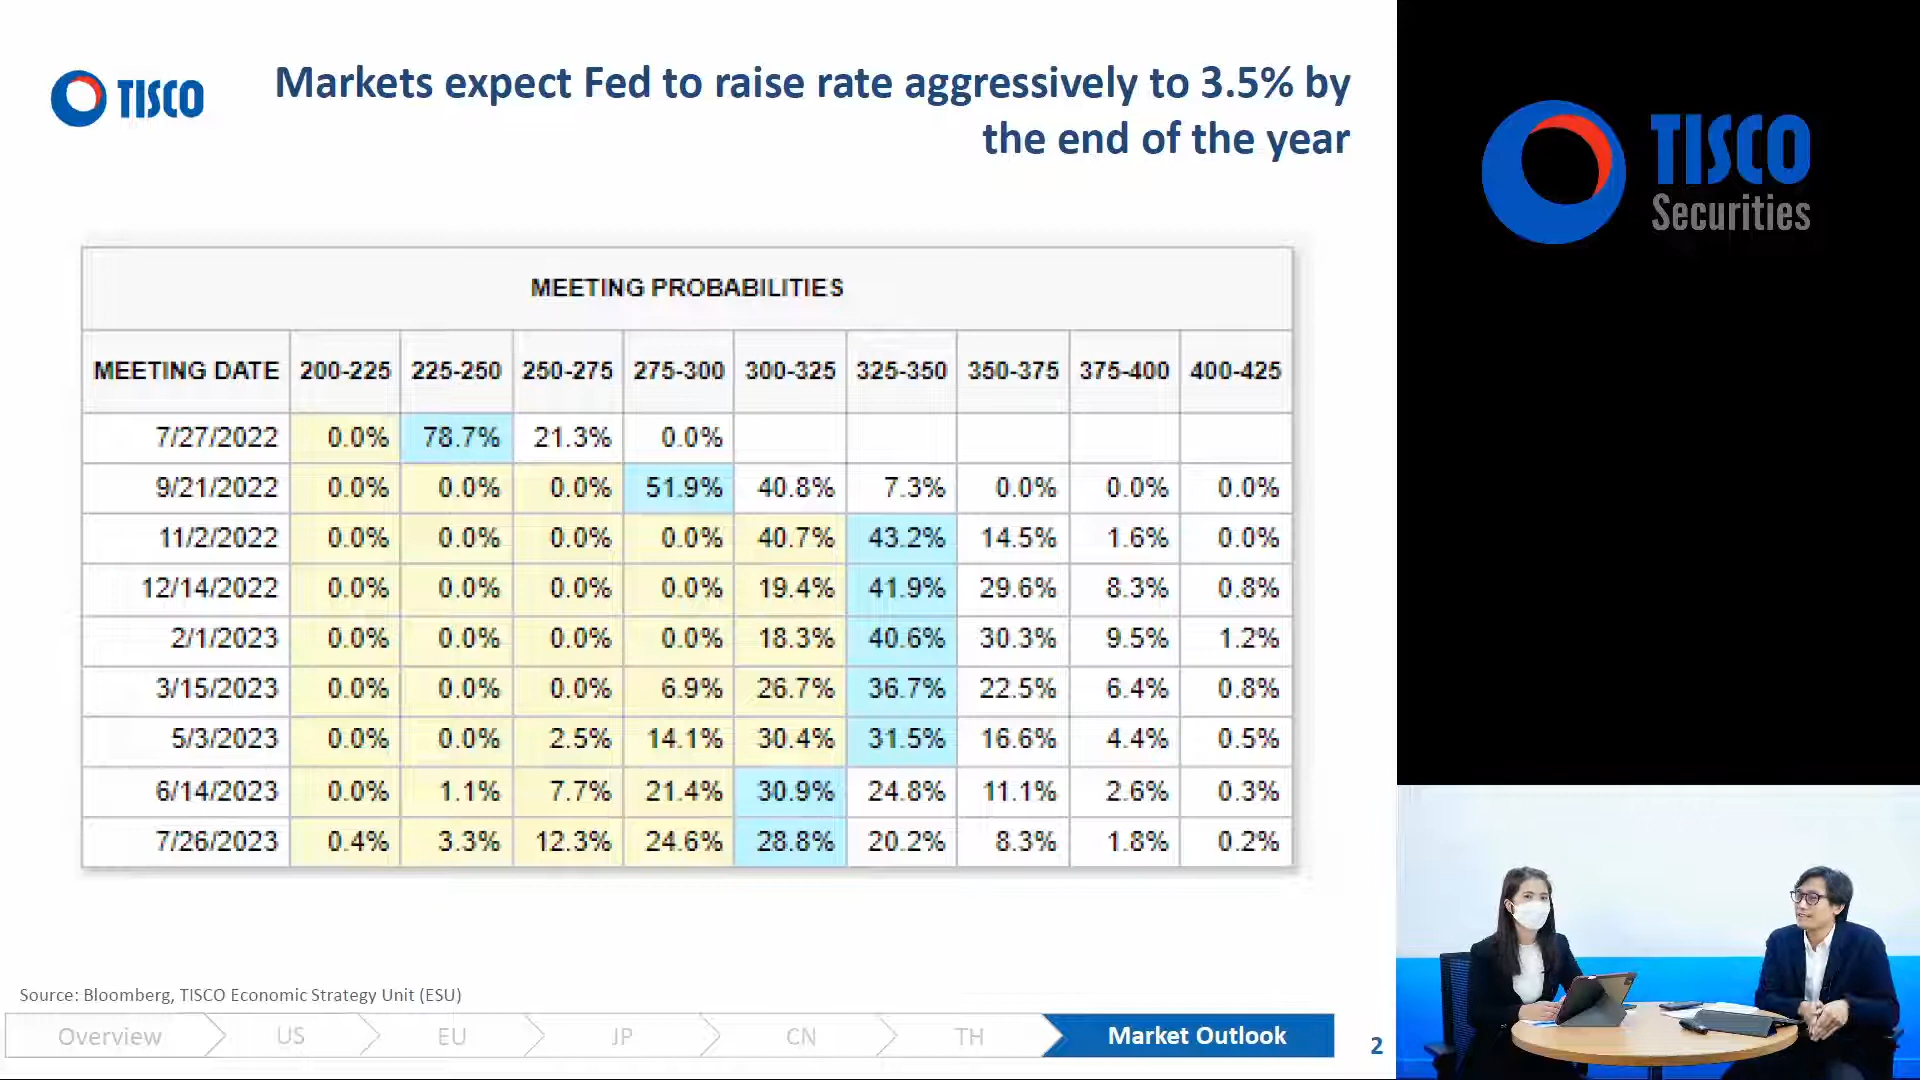 TISCO
Markets expect Fed to raise rate aggressively to 3.5% by
the end of the year
TISCO
Securities
MEETING PROBABILITIES
MEETING DATE 200-225 225-250 250-275 275-300 300-325 325-350 350-375 375-400 400-425
7/27/2022 0.0% 78.7% 21.3% 0.0%
9/21/2022 0.0% 0.0% 0.0% 51.9% 40.8% 7.3% 0.0% 0.0% 0.0%
11/2/2022 0.0% 0.0% 0.0% 0.0% 40.7% 43.2% 14.5% 1.6% 0.0%
12/14/2022 0.0% 0.0% 0.0% 0.0% 19.4% 41.9% 29.6% 8.3% 0.8%
2/1/2023 0.0% 0.0% 0.0% 0.0% 18.3% 40.6% 30.3% 9.5% 1.2%
3/15/2023 0.0% 0.0% 0.0% 6.9% 26.7% 36.7% 22.5% 6.4% 0.8%
5/3/2023 0.0% 0.0% 2.5% 14.1% 30.4% 31.5% 16.6% 4.4% 0.5%
6/14/2023 0.0% 1.1% 7.7% 21.4% 30.9% 24.8% 11.1% 2.6% 0.3%
7/26/2023 0.4% 3.3% 12.3% 24.6% 28.8% 20.2% 8.3% 1.8% 0.2%
Source: Bloomberg, TISCO Economic Strategy Unit (ESU)
Overview US EU JP CN TH Market Outlook 2